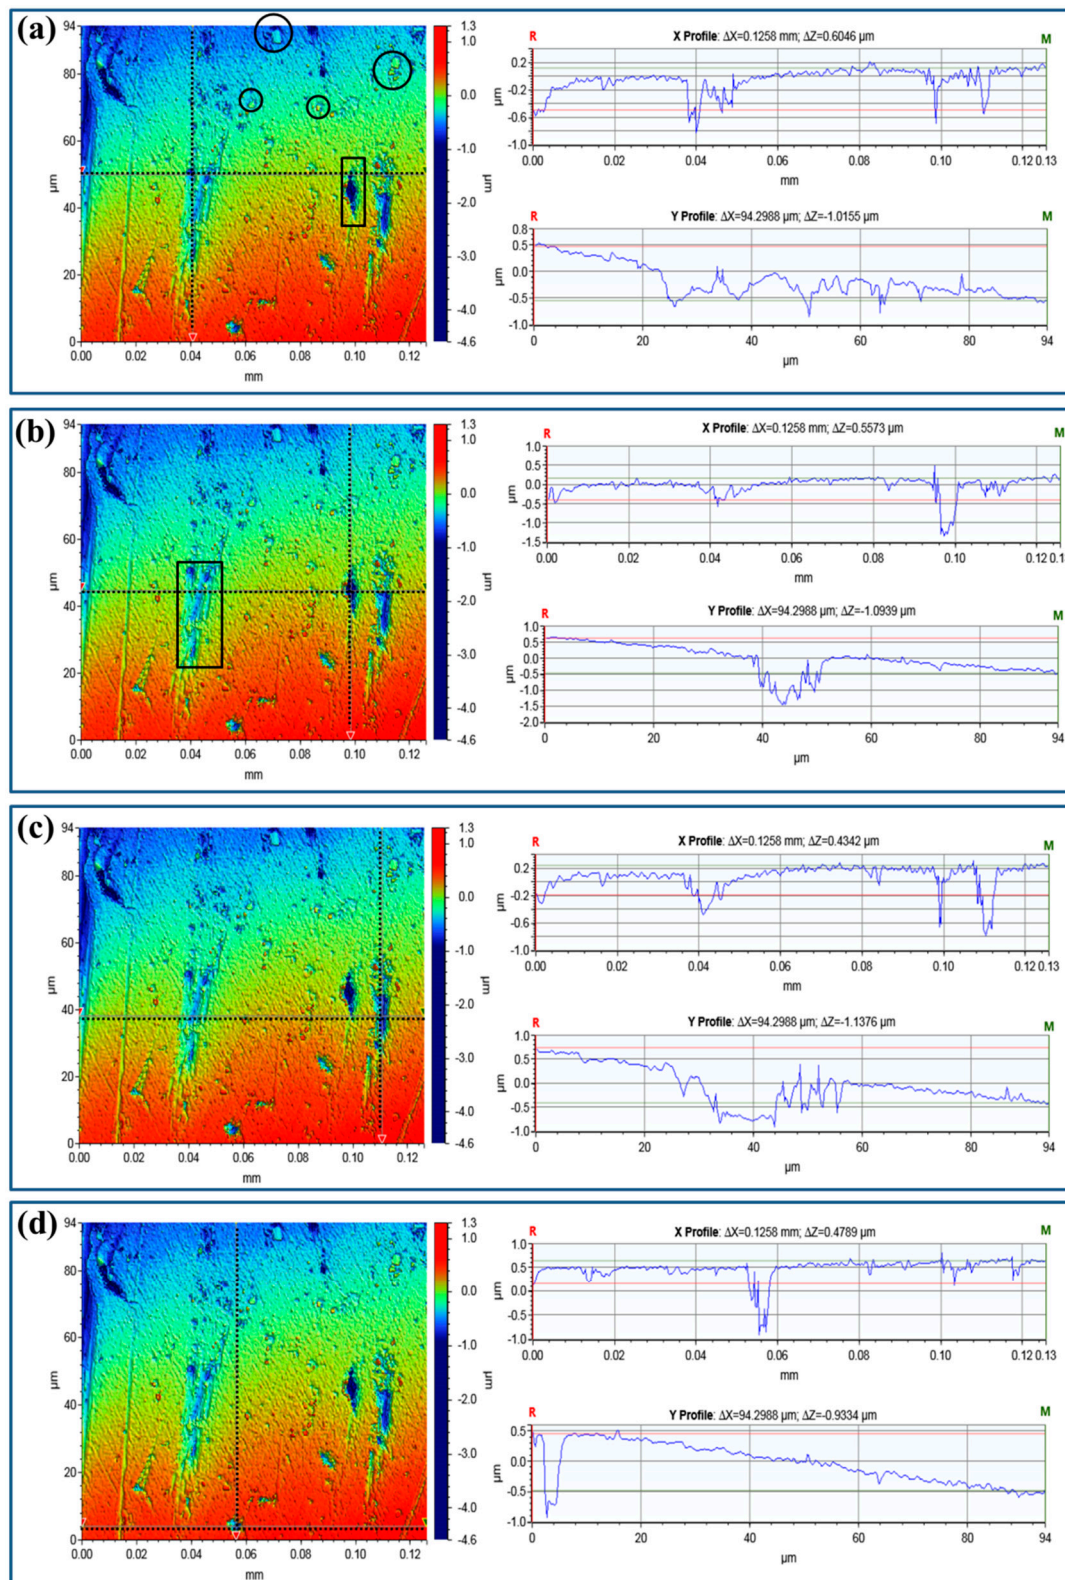 (a)
94
80
60
40
20
0
µm
0.00 0.02 0.04 0.06 0.08 0.10 0.12
mm
1.3
1.0
0.0
-1.0
-2.0
-3.0
-4.0
-4.6
µm
R
M
X Profile: ΔX=0.1258 mm; ΔZ=0.6046 µm
0.2
-0.2
-0.6
-1.0
µm
0.00 0.02 0.04 0.06 0.08 0.10 0.12 0.13
mm
R
M
Y Profile: ΔX=94.2988 µm; ΔZ=-1.0155 µm
0.8
0.5
0.0
-0.5
-1.0
µm
0 20 40 60 80 94
µm
(b)
94
80
60
40
20
0
µm
0.00 0.02 0.04 0.06 0.08 0.10 0.12
mm
1.3
1.0
0.0
-1.0
-2.0
-3.0
-4.0
-4.6
µm
R
M
X Profile: ΔX=0.1258 mm; ΔZ=0.5573 µm
1.0
0.5
0.0
-0.5
-1.0
-1.5
µm
0.00 0.02 0.04 0.06 0.08 0.10 0.12 0.13
mm
R
M
Y Profile: ΔX=94.2988 µm; ΔZ=-1.0939 µm
1.0
0.5
0.0
-0.5
-1.0
-1.5
-2.0
µm
0 20 40 60 80 94
µm
(c)
94
80
60
40
20
0
µm
0.00 0.02 0.04 0.06 0.08 0.10 0.12
mm
1.3
1.0
0.0
-1.0
-2.0
-3.0
-4.0
-4.6
µm
R
M
X Profile: ΔX=0.1258 mm; ΔZ=0.4342 µm
0.2
-0.2
-0.6
-1.0
µm
0.00 0.02 0.04 0.06 0.08 0.10 0.12 0.13
mm
R
M
Y Profile: ΔX=94.2988 µm; ΔZ=-1.1376 µm
1.0
0.5
0.0
-0.5
-1.0
µm
0 20 40 60 80 94
µm
(d)
94
80
60
40
20
0
µm
0.00 0.02 0.04 0.06 0.08 0.10 0.12
mm
1.3
1.0
0.0
-1.0
-2.0
-3.0
-4.0
-4.6
µm
R
M
X Profile: ΔX=0.1258 mm; ΔZ=0.4789 µm
1.0
0.5
0.0
-0.5
-1.0
µm
0.00 0.02 0.04 0.06 0.08 0.10 0.12 0.13
mm
R
M
Y Profile: ΔX=94.2988 µm; ΔZ=-0.9334 µm
0.5
0.0
-0.5
-1.0
µm
0 20 40 60 80 94
µm